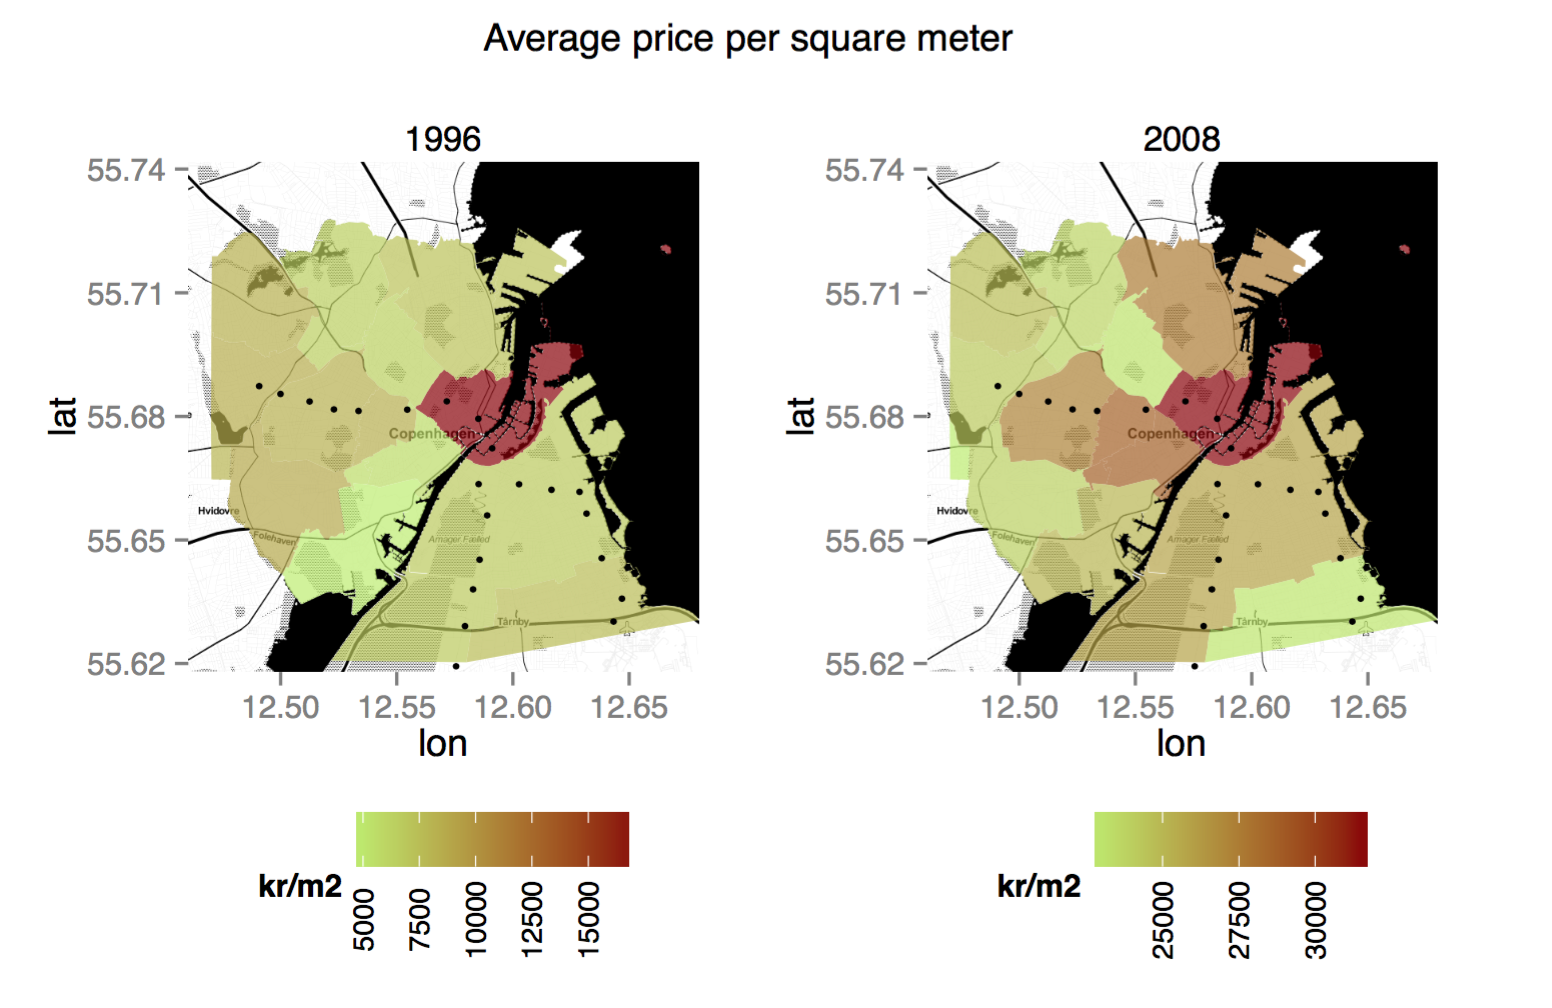 Average price per square meter
1996
55.74
55.71
55.68
55.65
55.62
lat
Copenhagen
Hvidovre
Folehaven
Amager Fælled
Tårnby
12.50 12.55 12.60 12.65
lon
kr/m2
5000
7500
10000
12500
15000
2008
55.74
55.71
55.68
55.65
55.62
lat
Copenhagen
Hvidovre
Folehaven
Amager Fælled
Tårnby
12.50 12.55 12.60 12.65
lon
kr/m2
25000
27500
30000